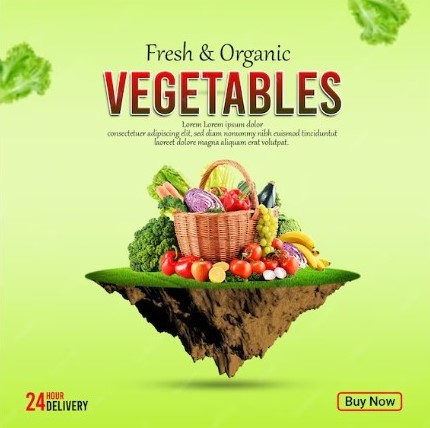 Fresh & Organic
VEGETABLES
Lorem Lorem ipsum dolor
consectetuer adipiscing elit, sed diam nonummy nibh euismod tinciduntut
laoreet dolore magna aliquam erat volutpat.
24 HOUR
DELIVERY
Buy Now